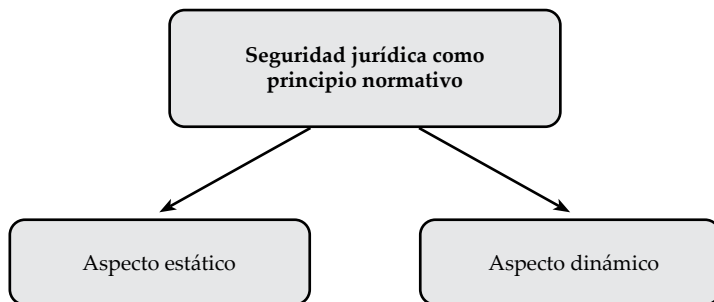 Seguridad jurídica como
principio normativo
Aspecto estático
Aspecto dinámico